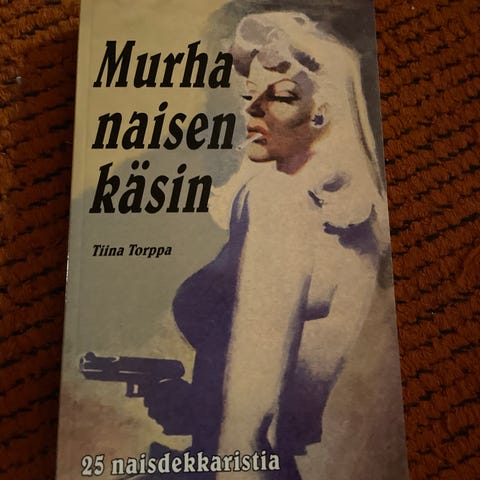 Murha
naisen
käsin
Tiina Torppa
25 naisdekkaristia